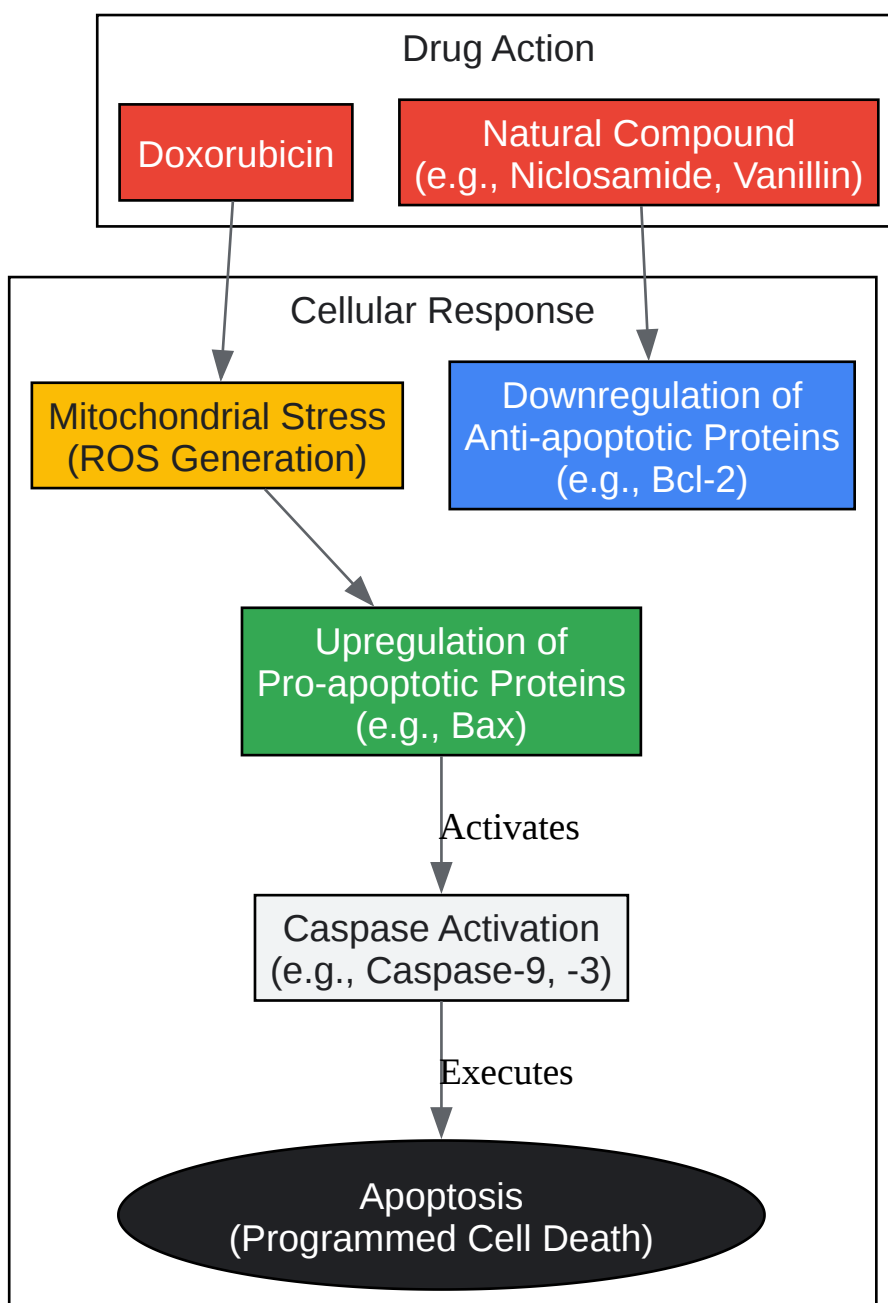 Drug Action
Doxorubicin
Natural Compound
(e.g., Niclosamide, Vanillin)
Cellular Response
Mitochondrial Stress
(ROS Generation)
Downregulation of
Anti-apoptotic Proteins
(e.g., Bcl-2)
Upregulation of
Pro-apoptotic Proteins
(e.g., Bax)
Activates
Caspase Activation
(e.g., Caspase-9, -3)
Executes
Apoptosis
(Programmed Cell Death)